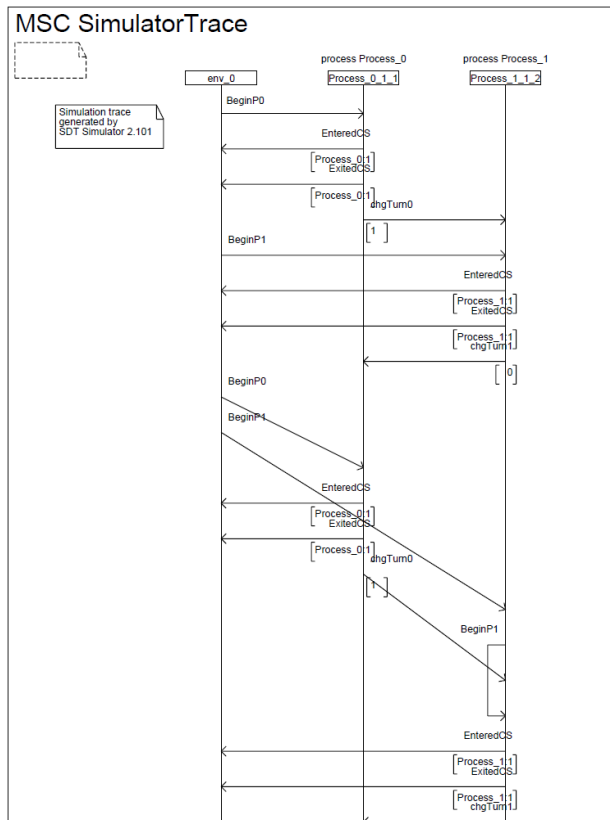 MSC SimulatorTrace
process Process_0
process Process_1
env_0
Process_0_1_1
Process_1_1_2
BeginP0
Simulation trace
generated by
SDT Simulator 2.101
EnteredCS
Process_0:1
ExitedCS
Process_0:1
chgTurn0
1
BeginP1
EnteredCS
Process_1:1
ExitedCS
Process_1:1
chgTurn1
0
BeginP0
BeginP1
EnteredCS
Process_0:1
ExitedCS
Process_0:1
chgTurn0
1
BeginP1
EnteredCS
Process_1:1
ExitedCS
Process_1:1
chgTurn1